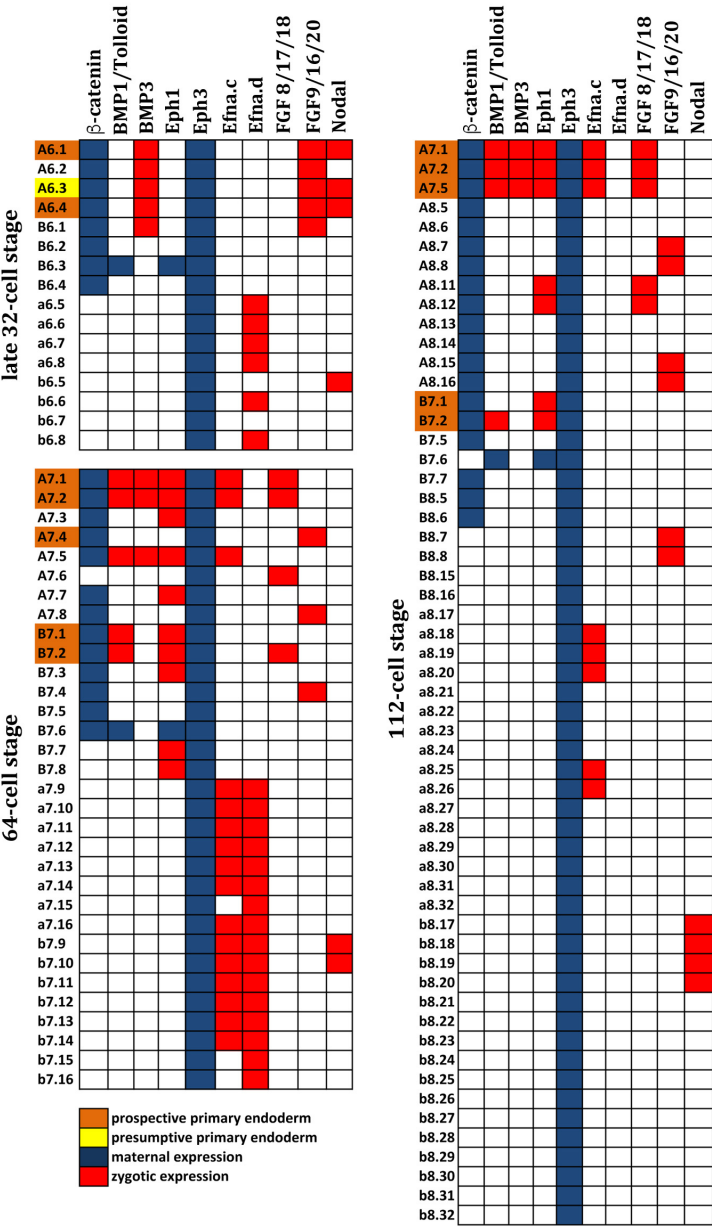 late 32-cell stage
β-catenin
BMP1/Tolloid
BMP3
Eph1
Eph3
Efna.c
Efna.d
FGF 8/17/18
FGF9/16/20
Nodal
A6.1
A6.2
A6.3
A6.4
B6.1
B6.2
B6.3
B6.4
a6.5
a6.6
a6.7
a6.8
b6.5
b6.6
b6.7
b6.8
64-cell stage
A7.1
A7.2
A7.3
A7.4
A7.5
A7.6
A7.7
A7.8
B7.1
B7.2
B7.3
B7.4
B7.5
B7.6
B7.7
B7.8
a7.9
a7.10
a7.11
a7.12
a7.13
a7.14
a7.15
a7.16
b7.9
b7.10
b7.11
b7.12
b7.13
b7.14
b7.15
b7.16
prospective primary endoderm
presumptive primary endoderm
maternal expression
zygotic expression
112-cell stage
β-catenin
BMP1/Tolloid
BMP3
Eph1
Eph3
Efna.c
Efna.d
FGF 8/17/18
FGF9/16/20
Nodal
A7.1
A7.2
A7.5
A8.5
A8.6
A8.7
A8.8
A8.11
A8.12
A8.13
A8.14
A8.15
A8.16
B7.1
B7.2
B7.5
B7.6
B7.7
B8.5
B8.6
B8.7
B8.8
B8.15
B8.16
a8.17
a8.18
a8.19
a8.20
a8.21
a8.22
a8.23
a8.24
a8.25
a8.26
a8.27
a8.28
a8.29
a8.30
a8.31
a8.32
b8.17
b8.18
b8.19
b8.20
b8.21
b8.22
b8.23
b8.24
b8.25
b8.26
b8.27
b8.28
b8.29
b8.30
b8.31
b8.32